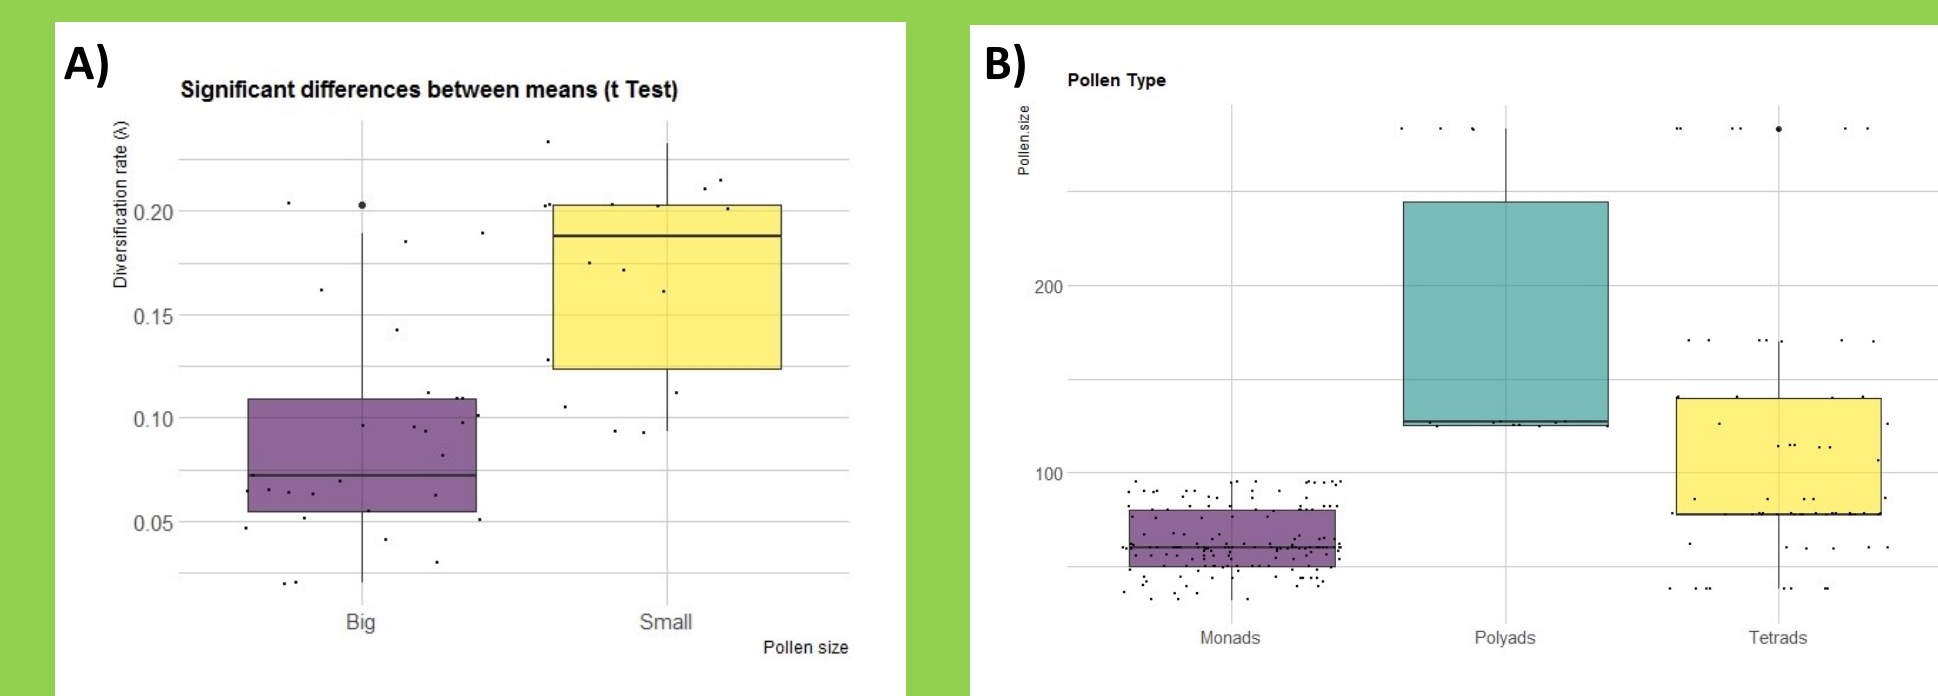 A)
Significant differences between means (t Test)
Diversification rate (λ)
0.20
0.15
0.10
0.05
Big
Small
Pollen size
B)
Pollen Type
Pollen.size
200
100
Monads
Polyads
Tetrads